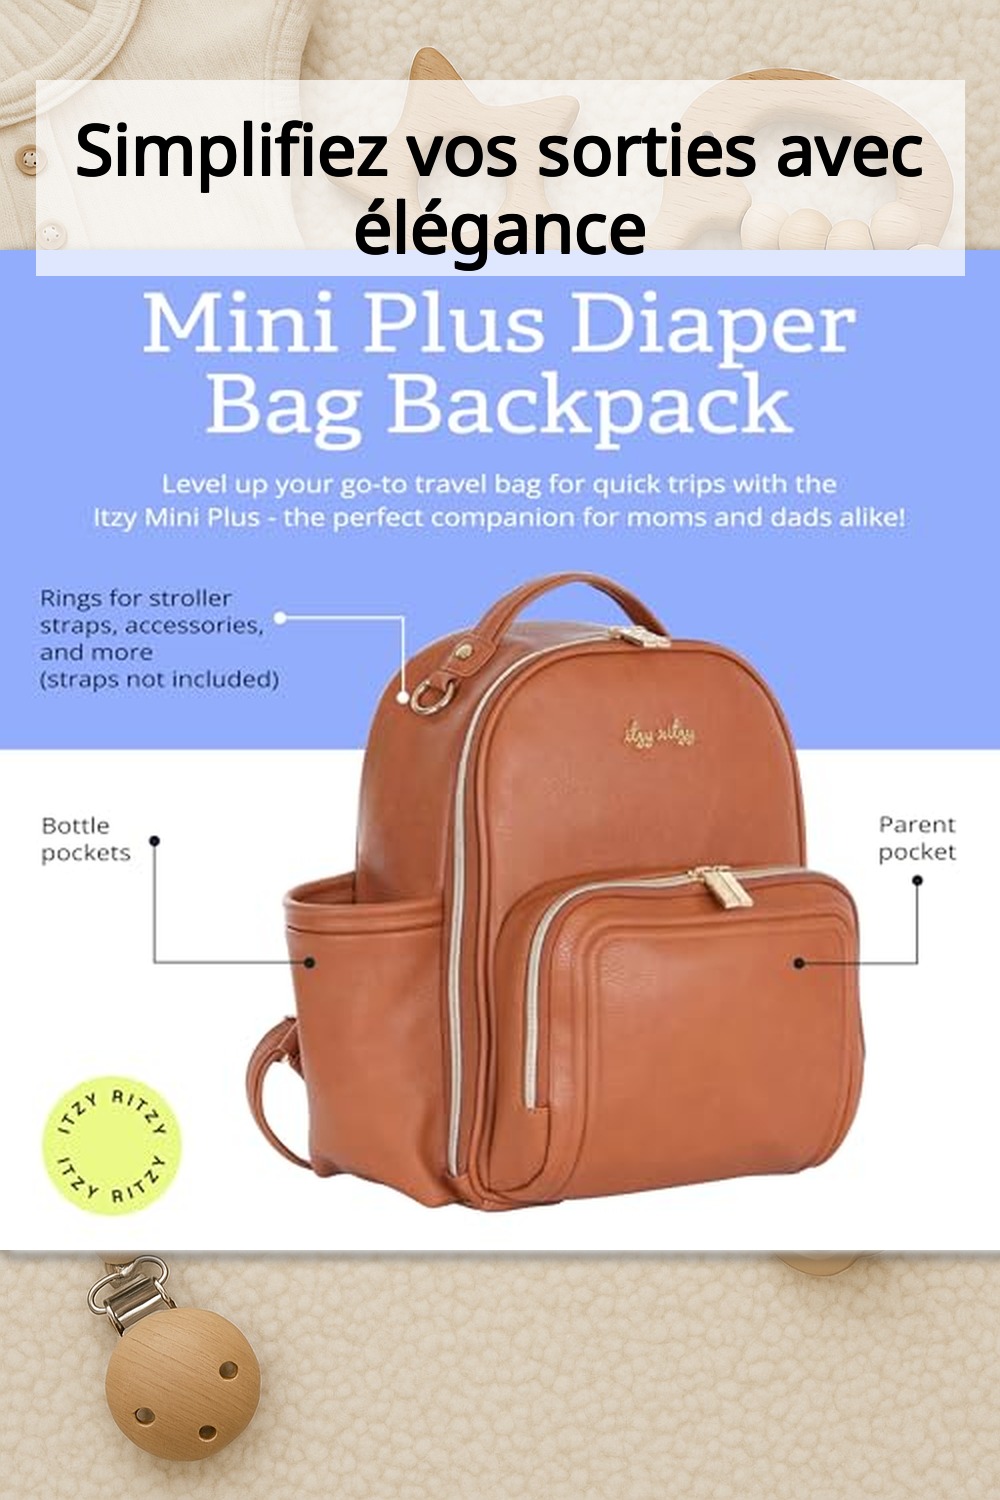 Simplifiez vos sorties avec
élégance
Mini Plus Diaper
Bag Backpack
Level up your go-to travel bag for quick trips with the
Itzy Mini Plus - the perfect companion for moms and dads alike!
Rings for stroller
straps, accessories,
and more
(straps not included)
itzy ritzy
Bottle
pockets
Parent
pocket
ITZY RITZY
ITZY RITZY